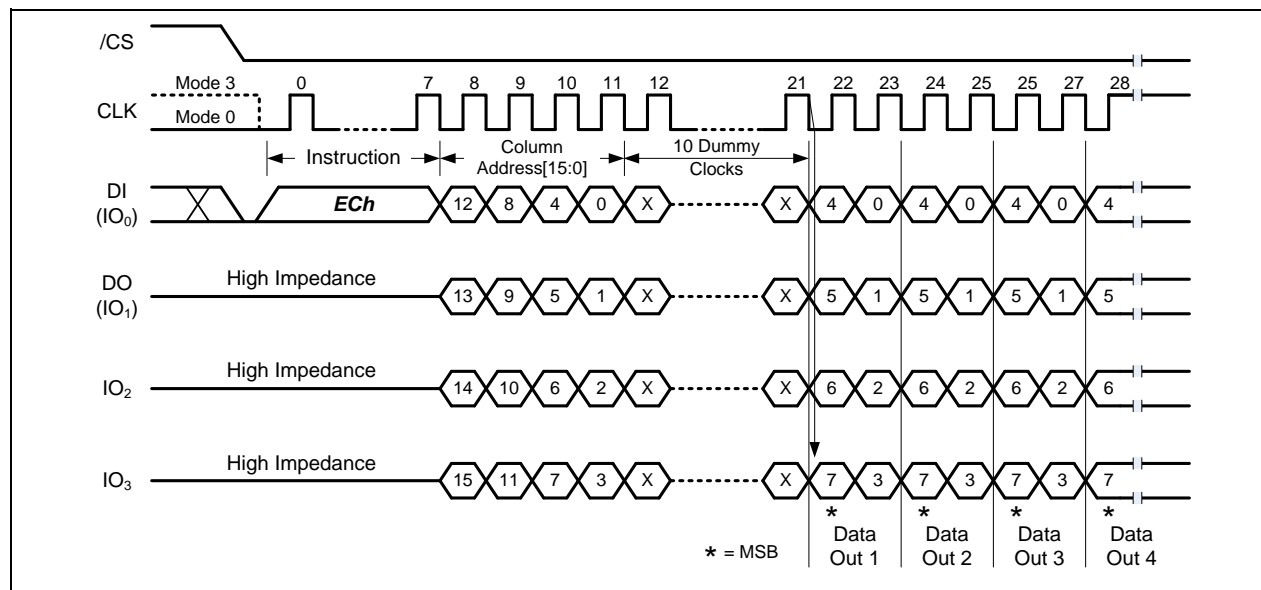 /CS
Mode 3
0 7 8 9 10 11 12 21 22 23 24 25 25 27 28
CLK
Mode 0
Instruction
Column
Address[15:0]
10 Dummy
Clocks
DI
(IO0)
ECh 12 8 4 0 X X 4 0 4 0 4 0 4
High Impedance
DO
(IO1)
13 9 5 1 X X 5 1 5 1 5 1 5
High Impedance
IO2
14 10 6 2 X X 6 2 6 2 6 2 6
High Impedance
IO3
15 11 7 3 X X 7 3 7 3 7 3 7
* * * *
* = MSB
Data
Out 1
Data
Out 2
Data
Out 3
Data
Out 4